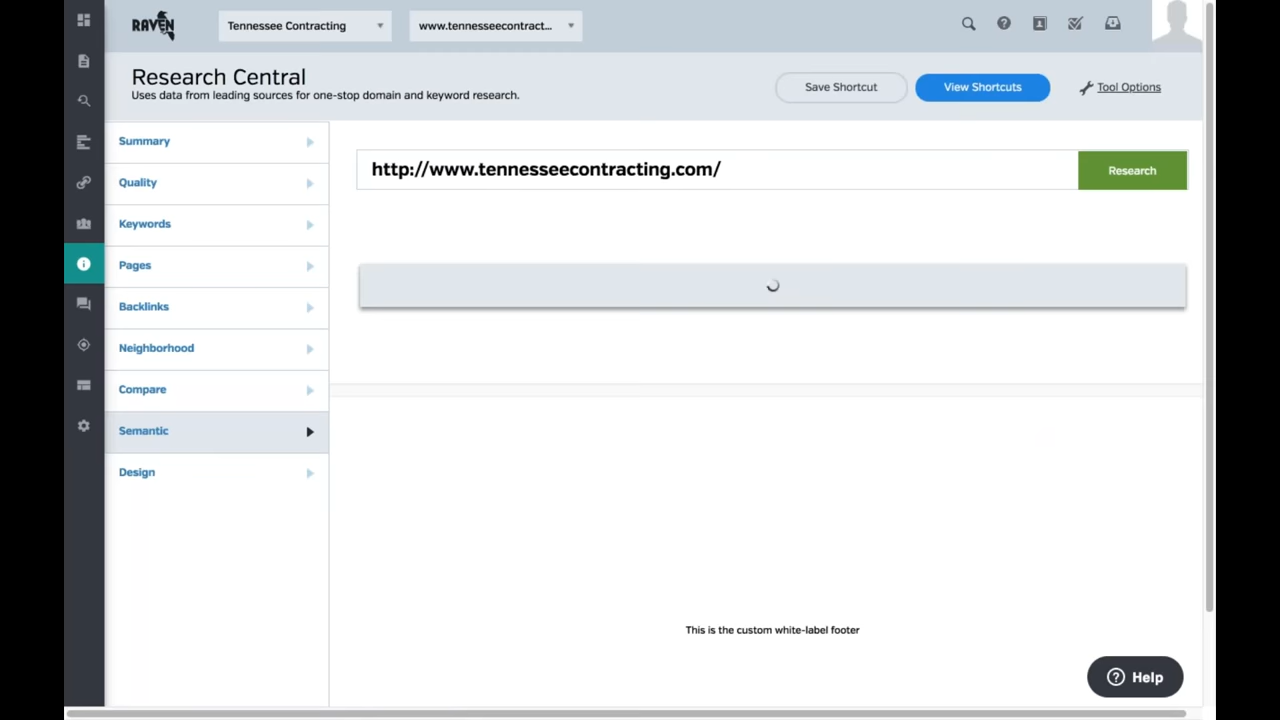 RAVEN
Tennessee Contracting
www.tennesseecontract...
Research Central
Uses data from leading sources for one-stop domain and keyword research.
Save Shortcut
View Shortcuts
Tool Options
Summary
Quality
Keywords
Pages
Backlinks
Neighborhood
Compare
Semantic
Design
http://www.tennesseecontracting.com/
Research
This is the custom white-label footer
Help